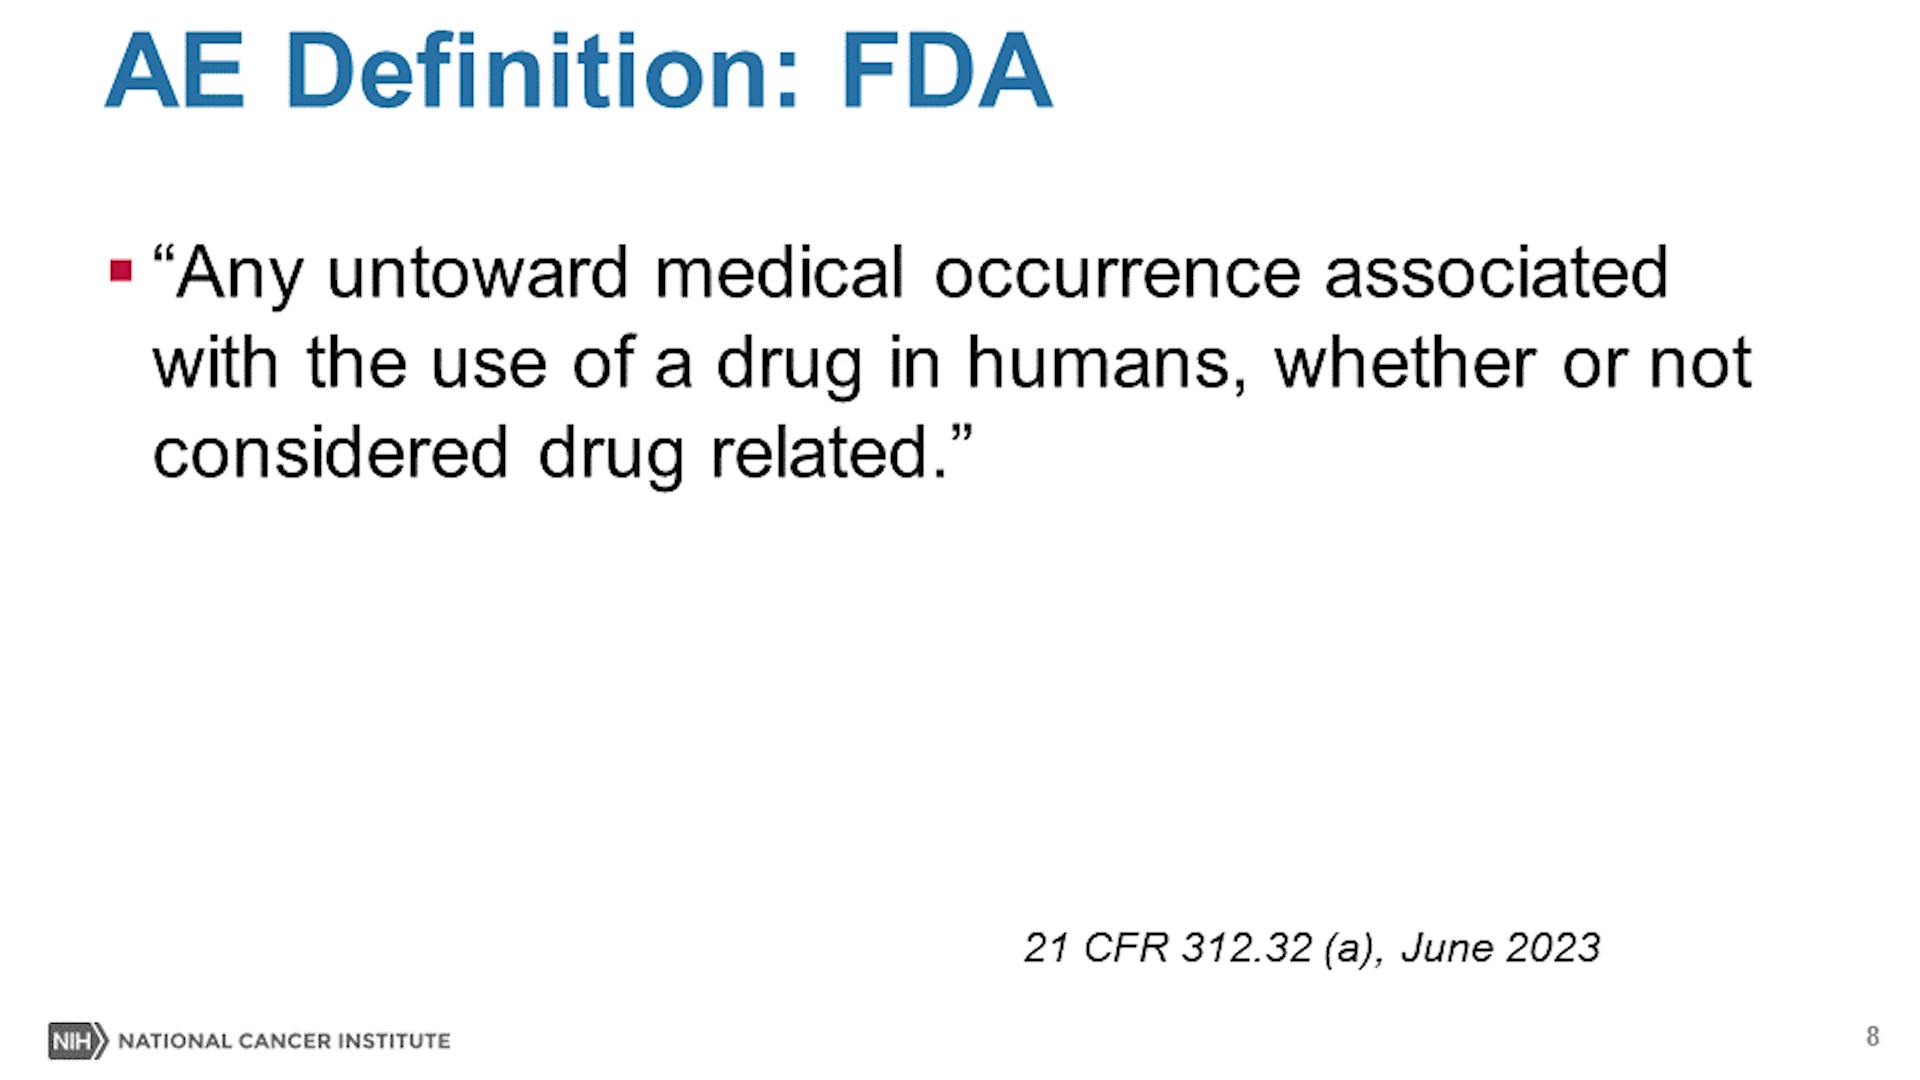 AE Definition: FDA
“Any untoward medical occurrence associated
with the use of a drug in humans, whether or not
considered drug related.”
21 CFR 312.32 (a), June 2023
NIH NATIONAL CANCER INSTITUTE
8